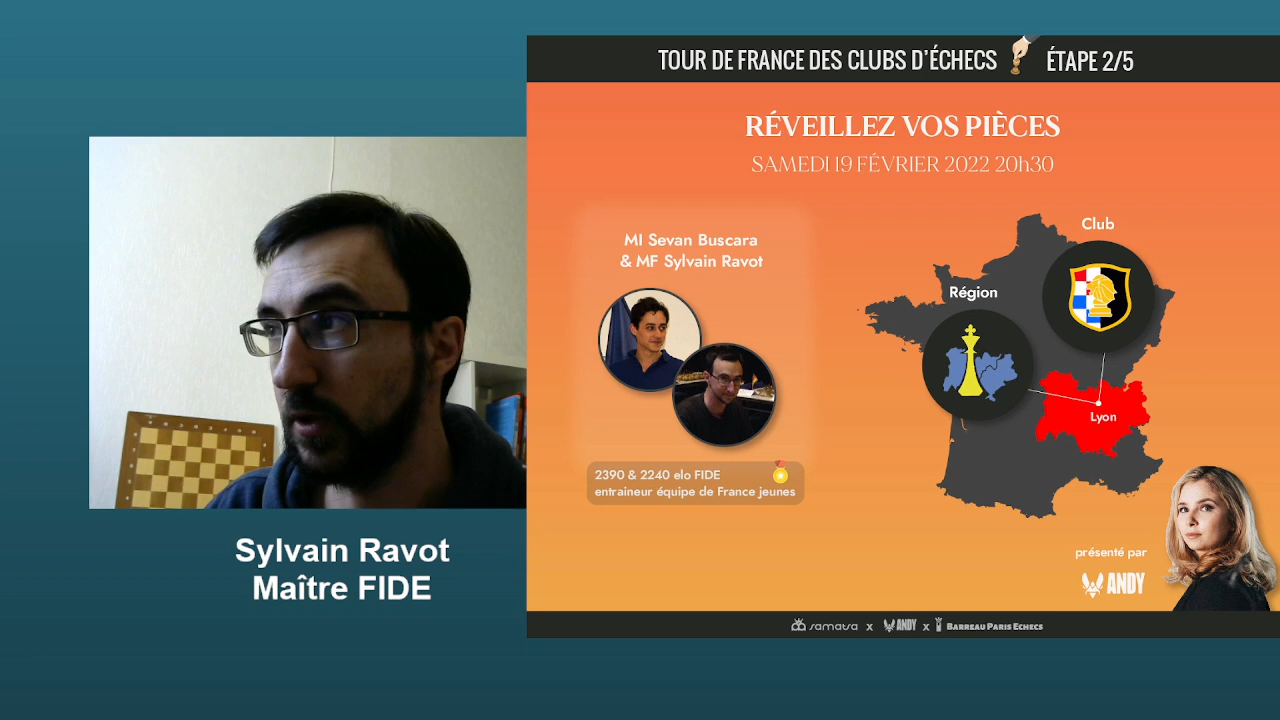 TOUR DE FRANCE DES CLUBS D'ÉCHECS ÉTAPE 2/5
RÉVEILLEZ VOS PIÈCES
SAMEDI 19 FÉVRIER 2022 20h30
MI Sevan Buscara
& MF Sylvain Ravot
2390 & 2240 elo FIDE
entraineur équipe de France jeunes
Club
Région
Lyon
présenté par
ANDY
samatsa x ANDY x BARREAU PARIS ECHECS
Sylvain Ravot
Maître FIDE